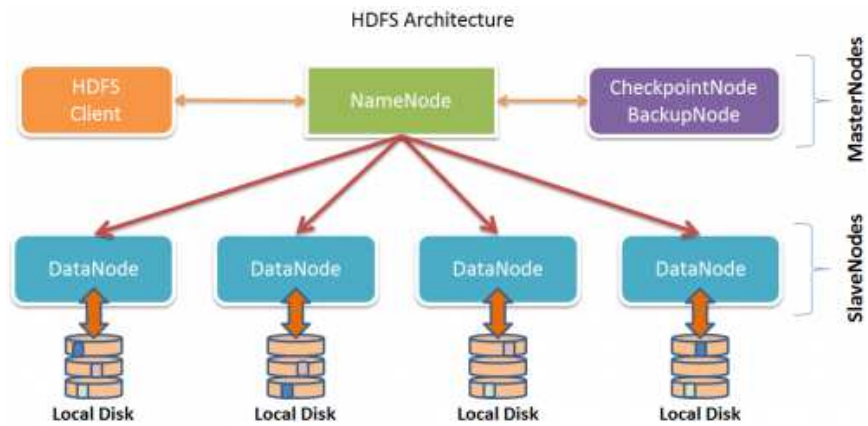 HDFS Architecture
HDFS
Client
NameNode
CheckpointNode
BackupNode
MasterNodes
DataNode
DataNode
DataNode
DataNode
SlaveNodes
Local Disk
Local Disk
Local Disk
Local Disk